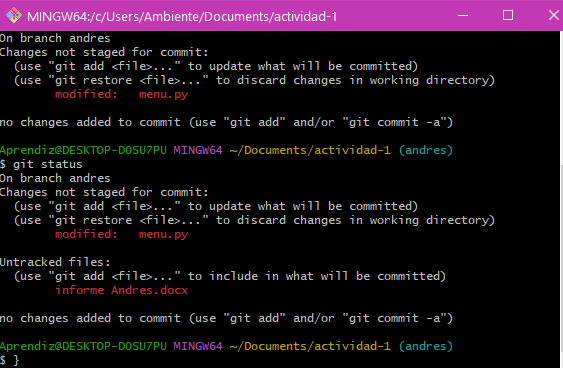 MINGW64:/c/Users/Ambiente/Documents/actividad-1
On branch andres
Changes not staged for commit:
  (use "git add <file>..." to update what will be committed)
  (use "git restore <file>..." to discard changes in working directory)
        modified:   menu.py

no changes added to commit (use "git add" and/or "git commit -a")

Aprendiz@DESKTOP-DOSU7PU MINGW64 ~/Documents/actividad-1 (andres)
$ git status
On branch andres
Changes not staged for commit:
  (use "git add <file>..." to update what will be committed)
  (use "git restore <file>..." to discard changes in working directory)
        modified:   menu.py

Untracked files:
  (use "git add <file>..." to include in what will be committed)
        informe Andres.docx

no changes added to commit (use "git add" and/or "git commit -a")

Aprendiz@DESKTOP-DOSU7PU MINGW64 ~/Documents/actividad-1 (andres)
$ }